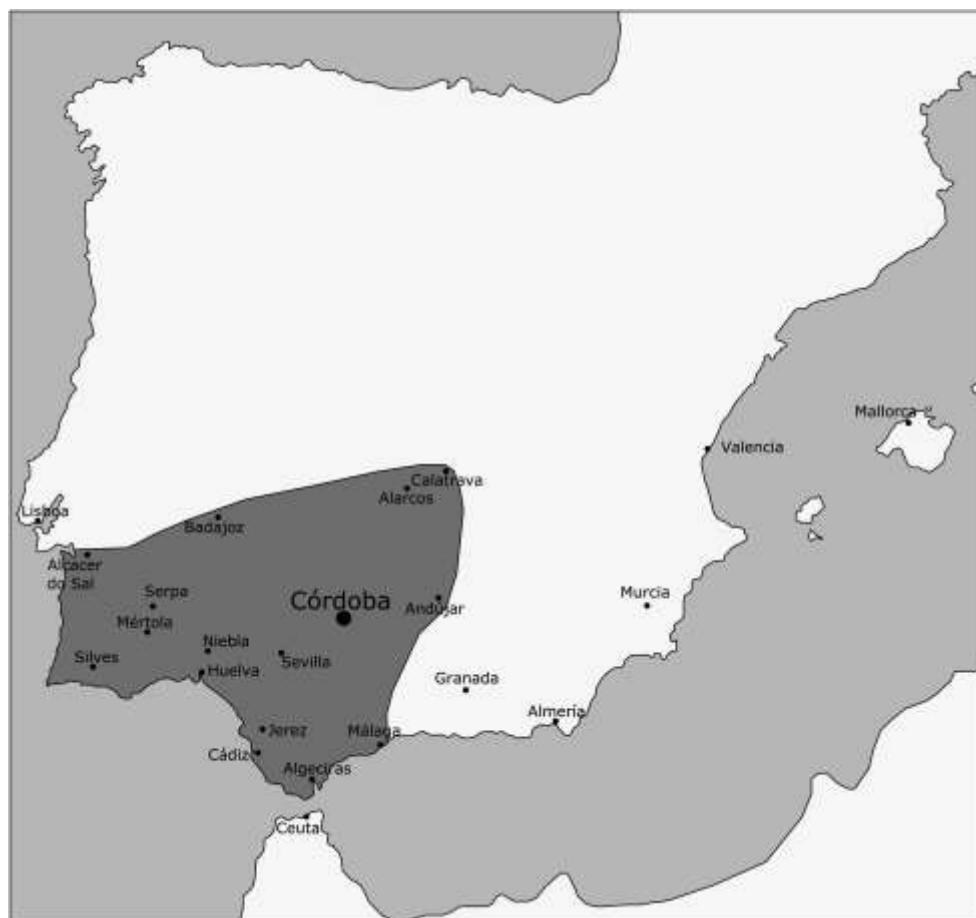 Mallorca
Valencia
Calatrava
Alarcos
Lisboa
Badajoz
Alcacer
do Sal
Serpa
Córdoba
Andújar
Murcia
Mértola
Niebla
Sevilla
Silves
Huelva
Granada
Almería
Jerez
Málaga
Cádiz
Algeciras
Ceuta